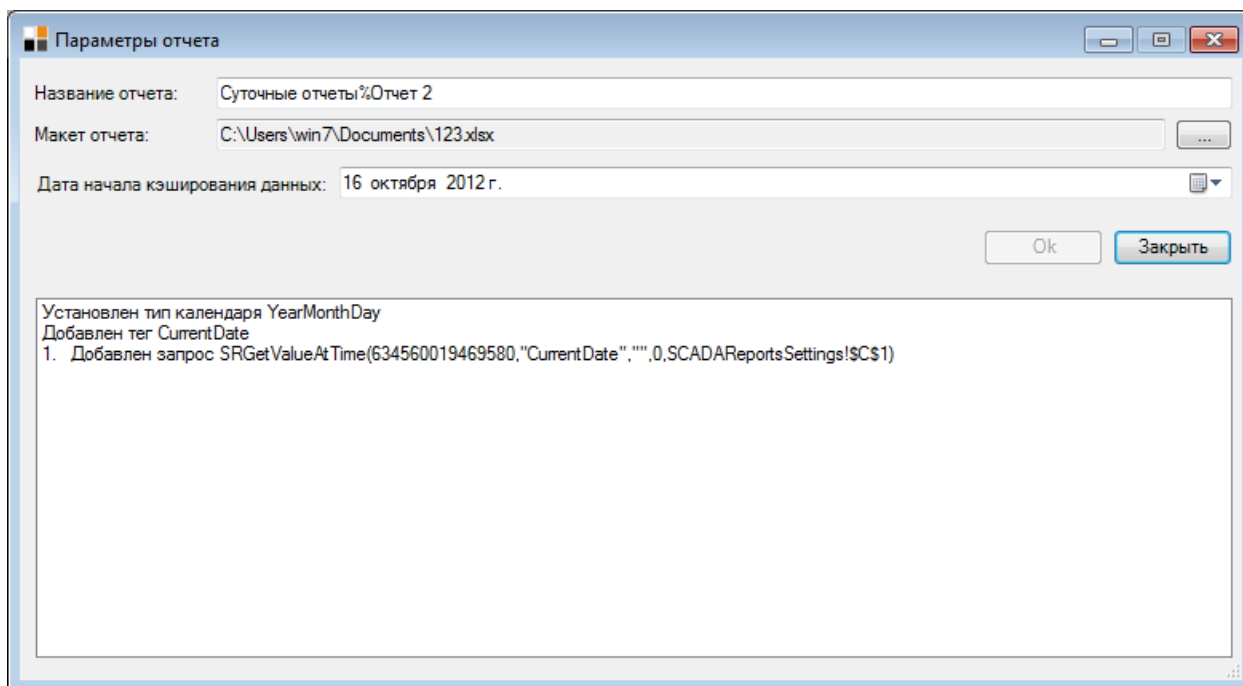 Параметры отчета
Название отчета: Суточные отчеты%Отчет 2
Макет отчета: C:\Users\win7\Documents\123.xlsx ...
Дата начала кэширования данных: 16 октября 2012 г.
Ok Закрыть
Установлен тип календаря YearMonthDay
Добавлен тег CurrentDate
1. Добавлен запрос SRGetValueAtTime(634560019469580,"CurrentDate","",0,SCADAReportsSettings!$C$1)